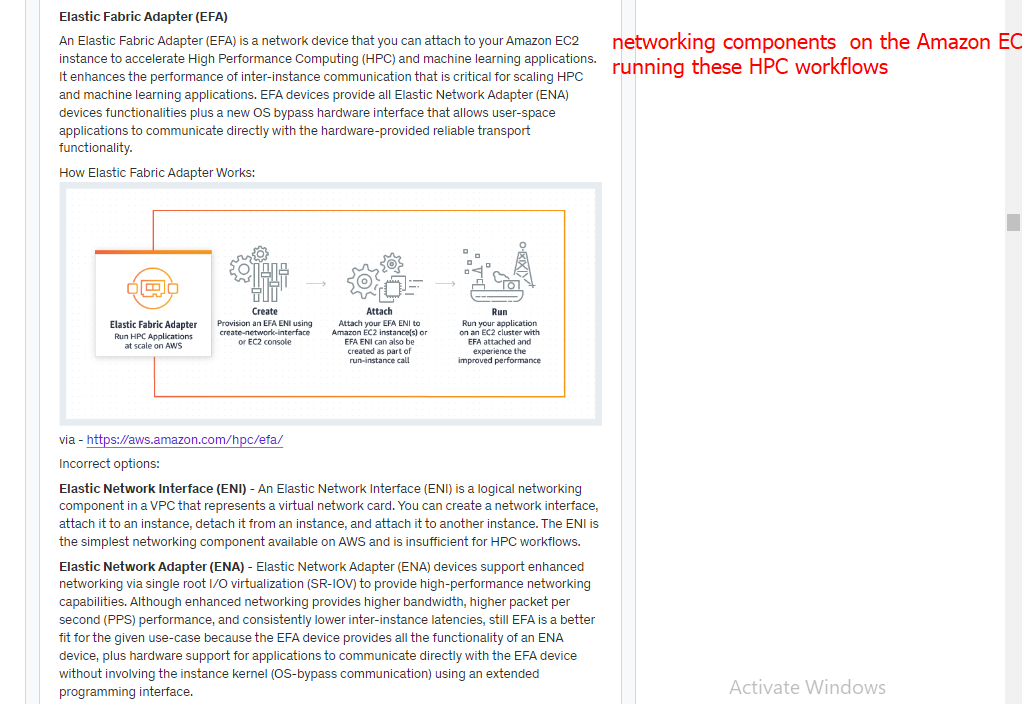 Elastic Fabric Adapter (EFA)
An Elastic Fabric Adapter (EFA) is a network device that you can attach to your Amazon EC2
instance to accelerate High Performance Computing (HPC) and machine learning applications.
It enhances the performance of inter-instance communication that is critical for scaling HPC
and machine learning applications. EFA devices provide all Elastic Network Adapter (ENA)
devices functionalities plus a new OS bypass hardware interface that allows user-space
applications to communicate directly with the hardware-provided reliable transport
functionality.
networking components on the Amazon EC
running these HPC workflows
How Elastic Fabric Adapter Works:
Elastic Fabric Adapter
Run HPC Applications
at scale on AWS
Create
Provision an EFA ENI using
create-network-interface
or EC2 console
Attach
Attach your EFA ENI to
Amazon EC2 instance(s) or
EFA ENI can also be
created as part of
run-instance call
Run
Run your application
on an EC2 cluster with
EFA attached and
experience the
improved performance
via - https://aws.amazon.com/hpc/efa/
Incorrect options:
Elastic Network Interface (ENI) - An Elastic Network Interface (ENI) is a logical networking
component in a VPC that represents a virtual network card. You can create a network interface,
attach it to an instance, detach it from an instance, and attach it to another instance. The ENI is
the simplest networking component available on AWS and is insufficient for HPC workflows.
Elastic Network Adapter (ENA) - Elastic Network Adapter (ENA) devices support enhanced
networking via single root I/O virtualization (SR-IOV) to provide high-performance networking
capabilities. Although enhanced networking provides higher bandwidth, higher packet per
second (PPS) performance, and consistently lower inter-instance latencies, still EFA is a better
fit for the given use-case because the EFA device provides all the functionality of an ENA
device, plus hardware support for applications to communicate directly with the EFA device
without involving the instance kernel (OS-bypass communication) using an extended
programming interface.
Activate Windows